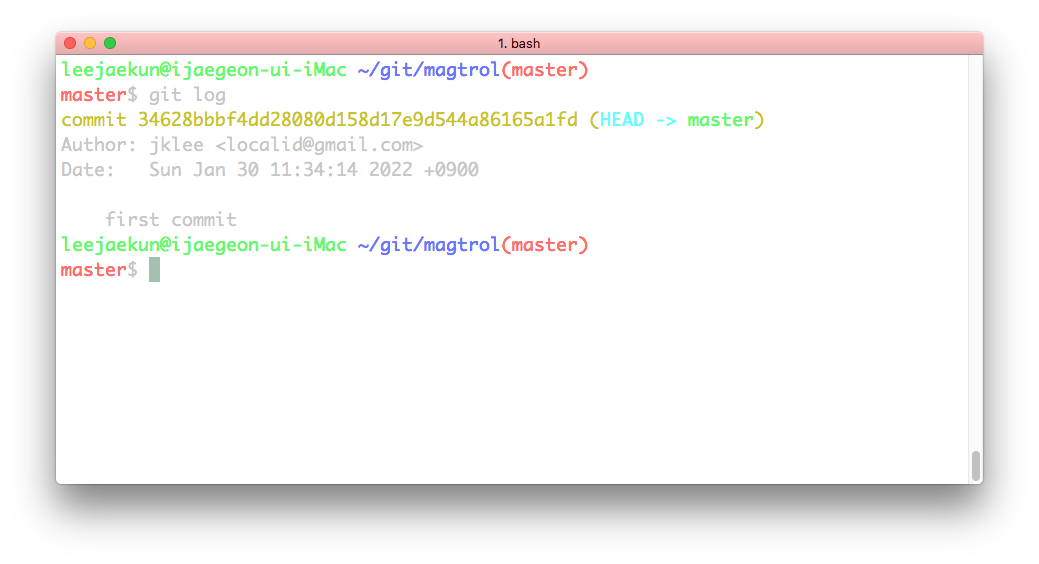 1. bash
leejaekun@ijaegeon-ui-iMac ~/git/magtrol(master)
master$ git log
commit 34628bbbf4dd28080d158d17e9d544a86165a1fd (HEAD -> master)
Author: jklee <localid@gmail.com>
Date:   Sun Jan 30 11:34:14 2022 +0900
    first commit
leejaekun@ijaegeon-ui-iMac ~/git/magtrol(master)
master$